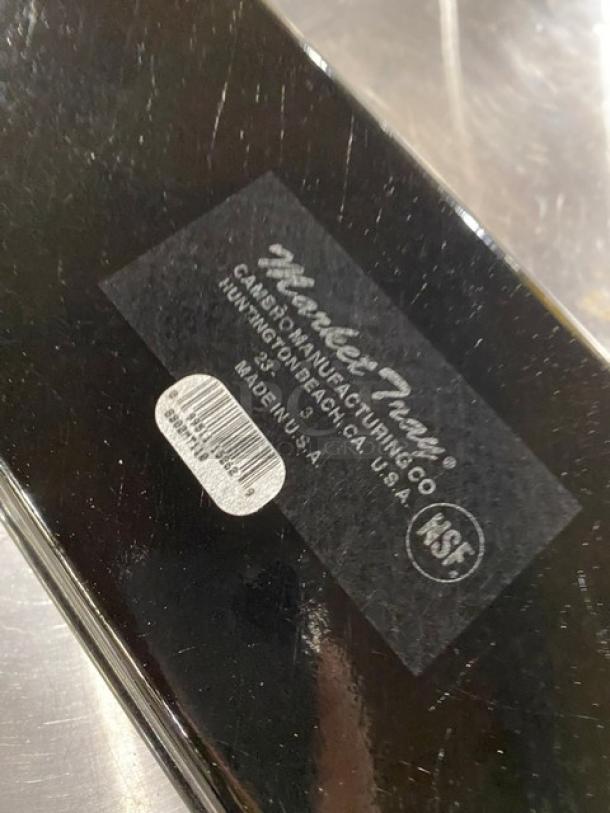 Market Tray®
CAMBRO MANUFACTURING CO
HUNTINGTON BEACH, CA. U.S.A.
23- 3
MADE IN U.S.A.
NSF.